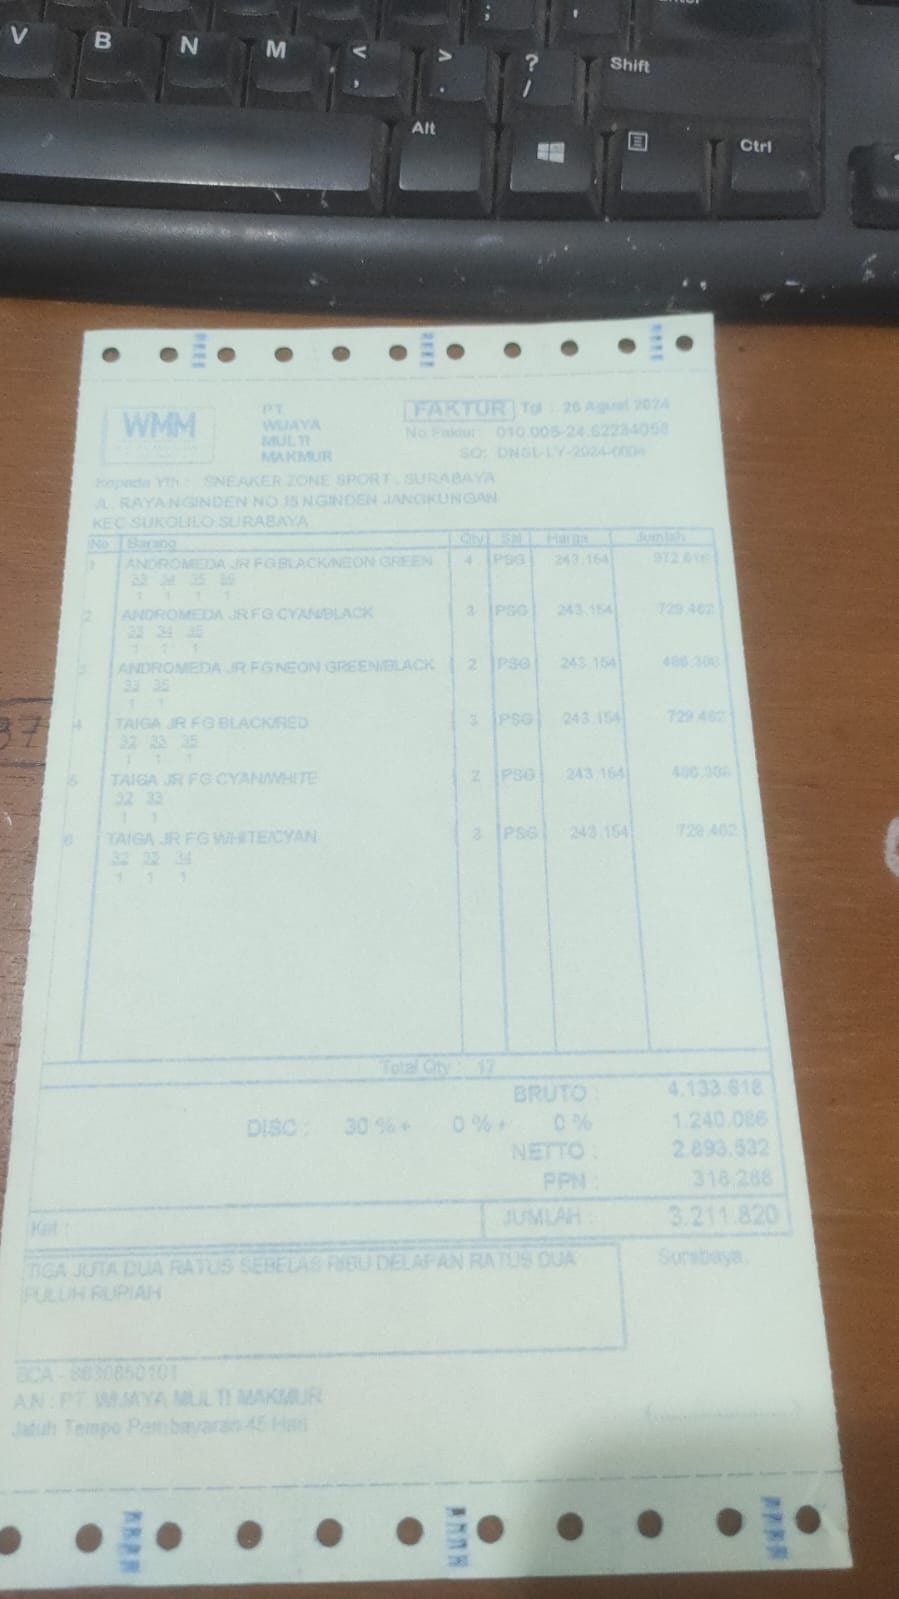 V B N M < , > . ? / Shift
Alt Ctrl
WMM
PT.
WIJAYA
MULTI
MAKMUR
FAKTUR Tgl : 26 Agust 2024
No Faktur: 010.005-24.62234058
SO: DNSL-LY-2024-0004
Kepada Yth : SNEAKER ZONE SPORT . SURABAYA
JL. RAYA NGINDEN NO 15 NGINDEN JANGKUNGAN
KEC SUKOLILO SURABAYA
No Barang Qty Sat Harga Jumlah
1 ANDROMEDA JR FG BLACK/NEON GREEN 4 PSG 243.154 972.616
33 34 35 36
1 1 1 1
2 ANDROMEDA JR FG CYAN/BLACK 3 PSG 243.154 729.462
33 34 35
1 1 1
3 ANDROMEDA JR FG NEON GREEN/BLACK 2 PSG 243.154 486.308
33 35
1 1
4 TAIGA JR FG BLACK/RED 3 PSG 243.154 729.462
32 33 35
1 1 1
5 TAIGA JR FG CYAN/WHITE 2 PSG 243.154 486.308
32 33
1 1
6 TAIGA JR FG WHITE/CYAN 3 PSG 243.154 729.462
32 33 34
1 1 1
Total Qty : 17
BRUTO : 4.133.618
DISC : 30 % + 0 % + 0 % 1.240.086
NETTO : 2.893.532
PPN : 318.288
Ket : JUMLAH : 3.211.820
TIGA JUTA DUA RATUS SEBELAS RIBU DELAPAN RATUS DUA
PULUH RUPIAH
Surabaya,
BCA - 8630650101
A.N : PT. WIJAYA MULTI MAKMUR
Jatuh Tempo Pembayaran 45 Hari